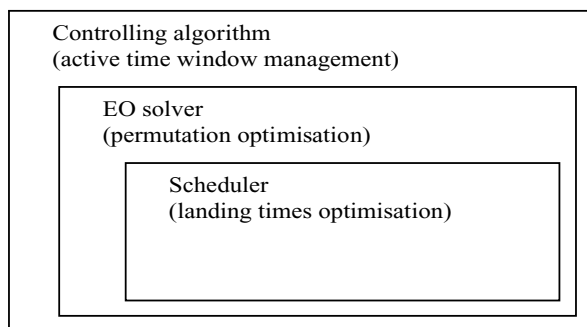 Controlling algorithm
(active time window management)
EO solver
(permutation optimisation)
Scheduler
(landing times optimisation)